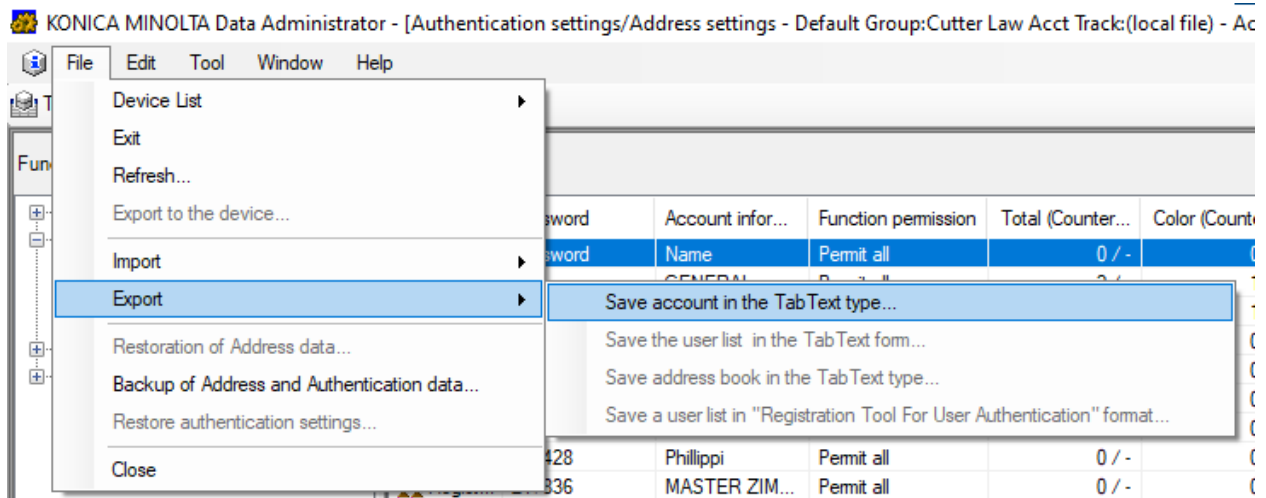 KONICA MINOLTA Data Administrator - [Authentication settings/Address settings - Default Group:Cutter Law Acct Track:(local file) - Ac
File Edit Tool Window Help
Device List
Exit
Refresh...
Export to the device...
Import
Export
Restoration of Address data...
Backup of Address and Authentication data...
Restore authentication settings...
Close
Save account in the TabText type...
Save the user list in the TabText form...
Save address book in the TabText type...
Save a user list in "Registration Tool For User Authentication" format...
sword Account infor... Function permission Total (Counter... Color (Counte
sword Name Permit all 0 / -
428 Phillippi Permit all 0 / -
336 MASTER ZIM... Permit all 0 / -